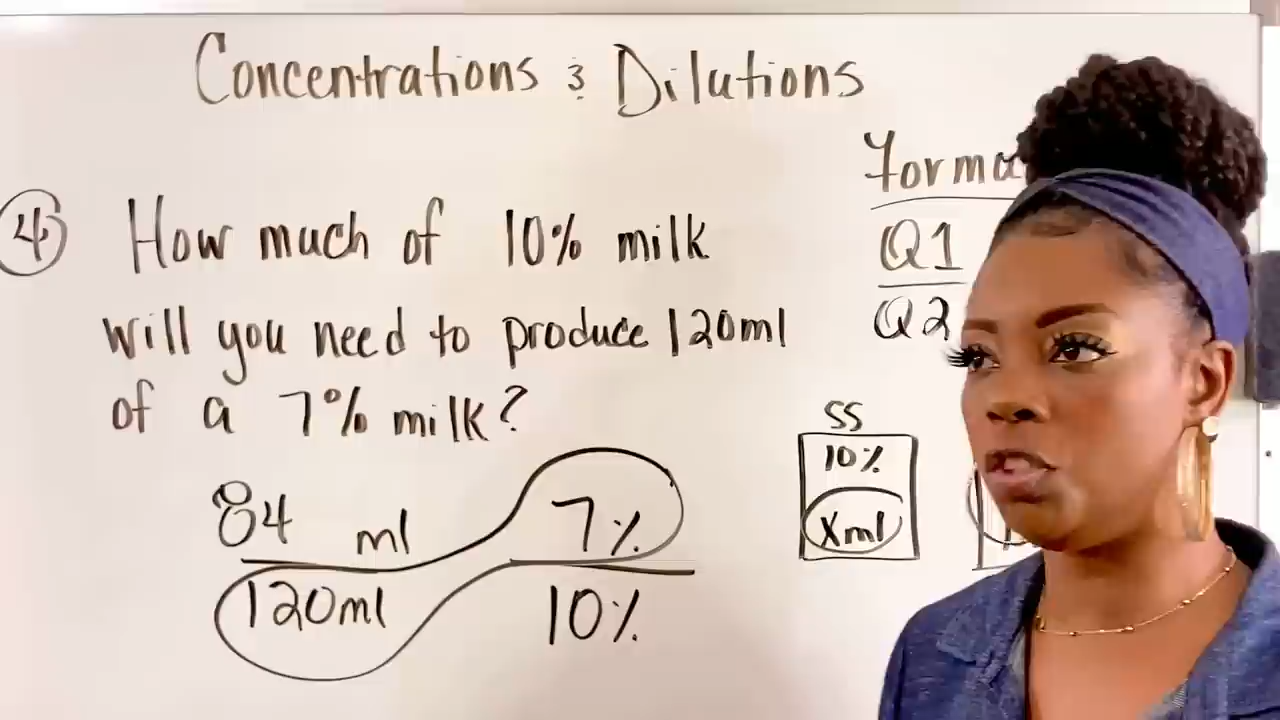 Concentrations & Dilutions
Forma
Q1
Q2
4 How much of 10% milk
will you need to produce 120ml
of a 7% milk?
84 ml 7%
120ml 10%
SS
10%
Xml